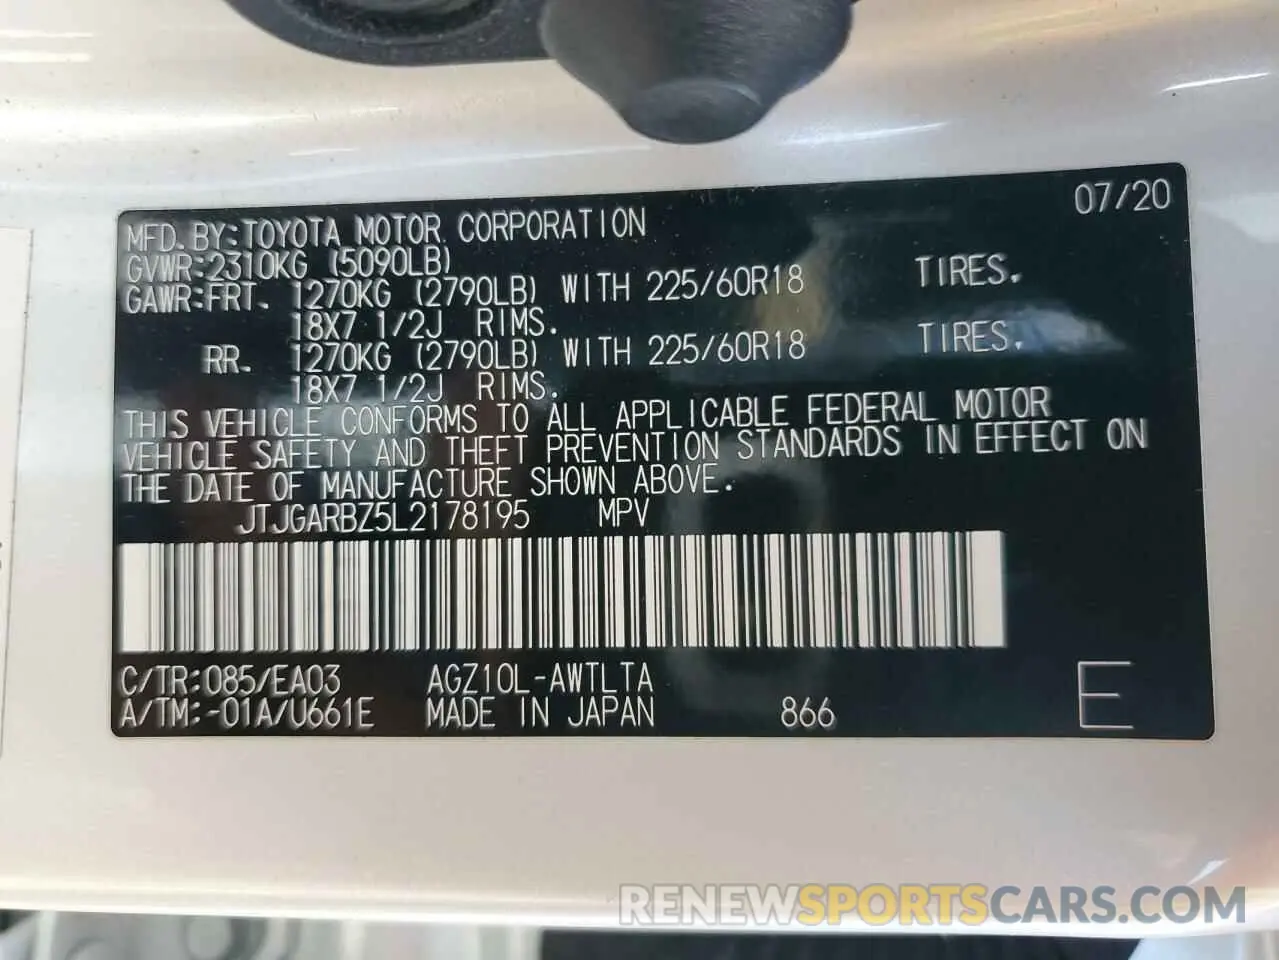 07/20
MFD. BY: TOYOTA MOTOR CORPORATION
GVWR: 2310KG (5090LB)
GAWR: FRT. 1270KG (2790LB) WITH 225/60R18 TIRES.
18X7 1/2J RIMS.
RR. 1270KG (2790LB) WITH 225/60R18 TIRES.
18X7 1/2J RIMS.
THIS VEHICLE CONFORMS TO ALL APPLICABLE FEDERAL MOTOR
VEHICLE SAFETY AND THEFT PREVENTION STANDARDS IN EFFECT ON
THE DATE OF MANUFACTURE SHOWN ABOVE.
JTJGARBZ5L2178195 MPV
C/TR: 085/EA03 AGZ10L-AWTLTA
A/TM: -01A/U661E MADE IN JAPAN 866 E
RENEWSPORTSCARS.COM